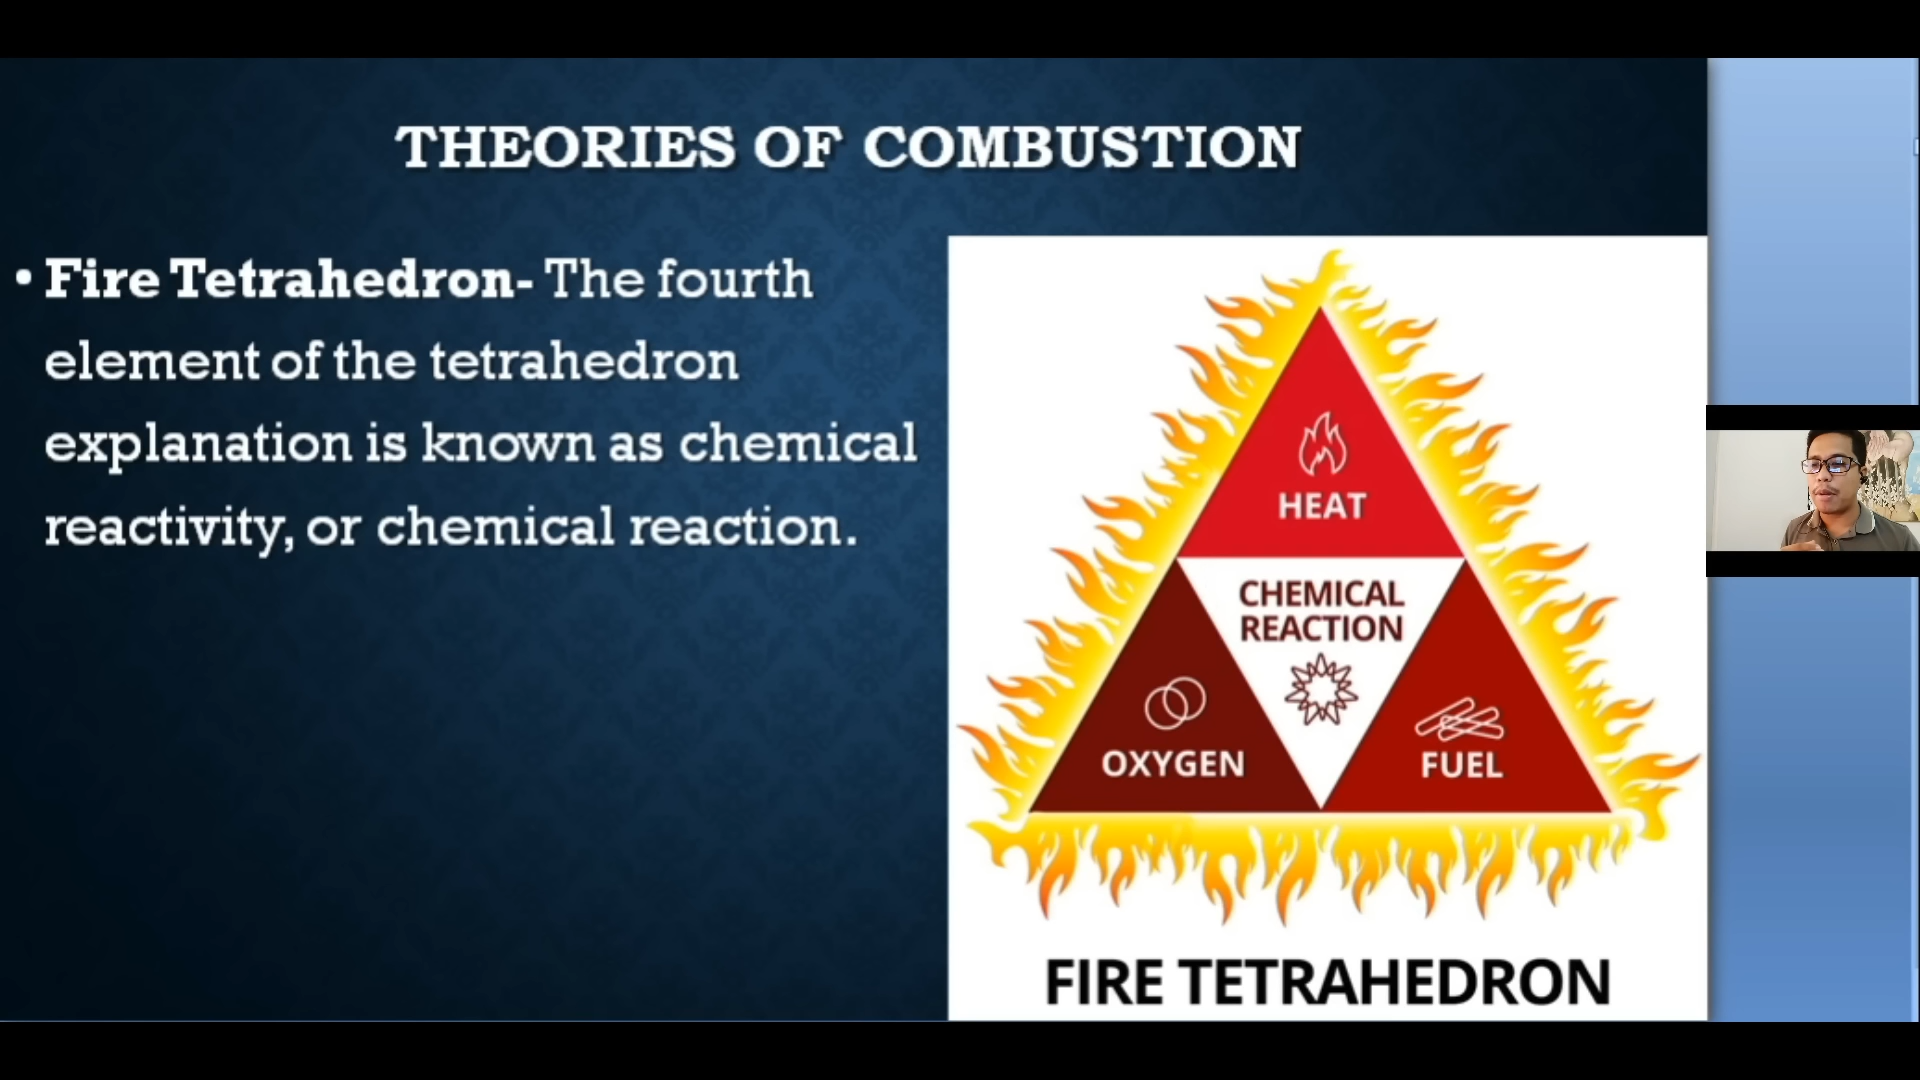 THEORIES OF COMBUSTION
• Fire Tetrahedron- The fourth
element of the tetrahedron
explanation is known as chemical
reactivity, or chemical reaction.
HEAT
CHEMICAL
REACTION
OXYGEN
FUEL
FIRE TETRAHEDRON